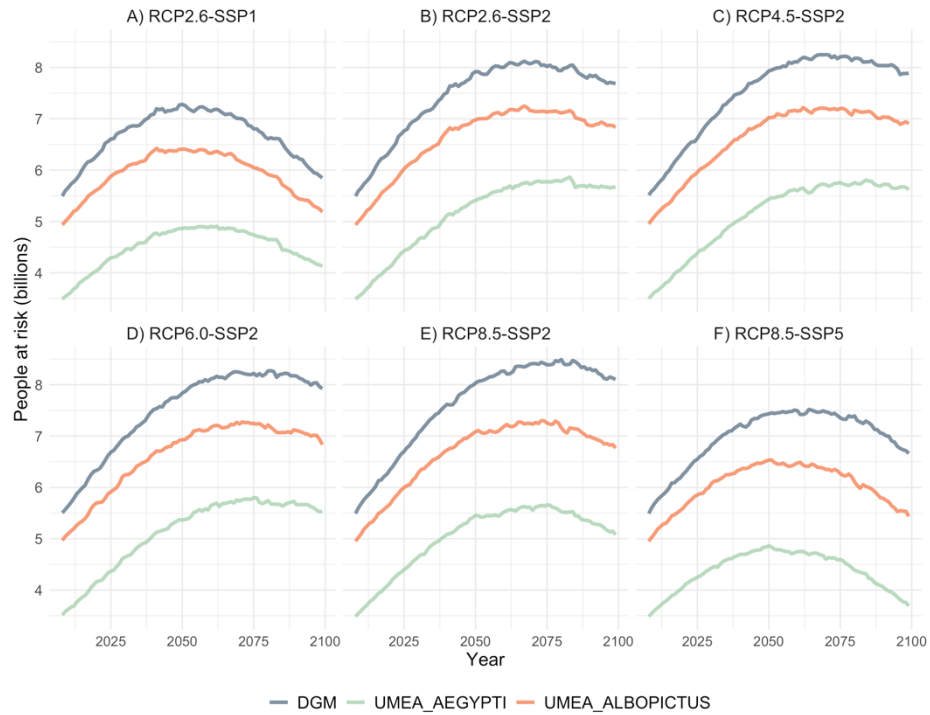 A) RCP2.6-SSP1
B) RCP2.6-SSP2
C) RCP4.5-SSP2
8
7
6
5
4
People at risk (billions)
D) RCP6.0-SSP2
E) RCP8.5-SSP2
F) RCP8.5-SSP5
8
7
6
5
4
2025 2050 2075 2100
2025 2050 2075 2100
2025 2050 2075 2100
Year
DGM UMEA_AEGYPTI UMEA_ALBOPICTUS